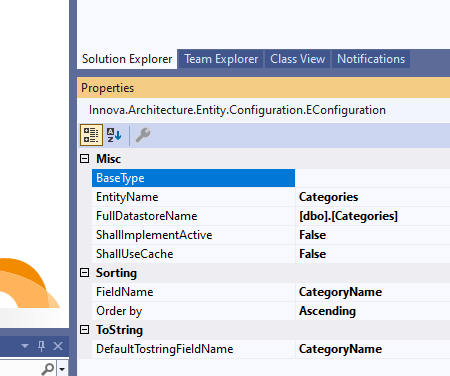 Solution Explorer Team Explorer Class View Notifications
Properties
Innova.Architecture.Entity.Configuration.EConfiguration
Misc
BaseType
EntityName Categories
FullDatastoreName [dbo].[Categories]
ShallImplementActive False
ShallUseCache False
Sorting
FieldName CategoryName
Order by Ascending
ToString
DefaultTostringFieldName CategoryName